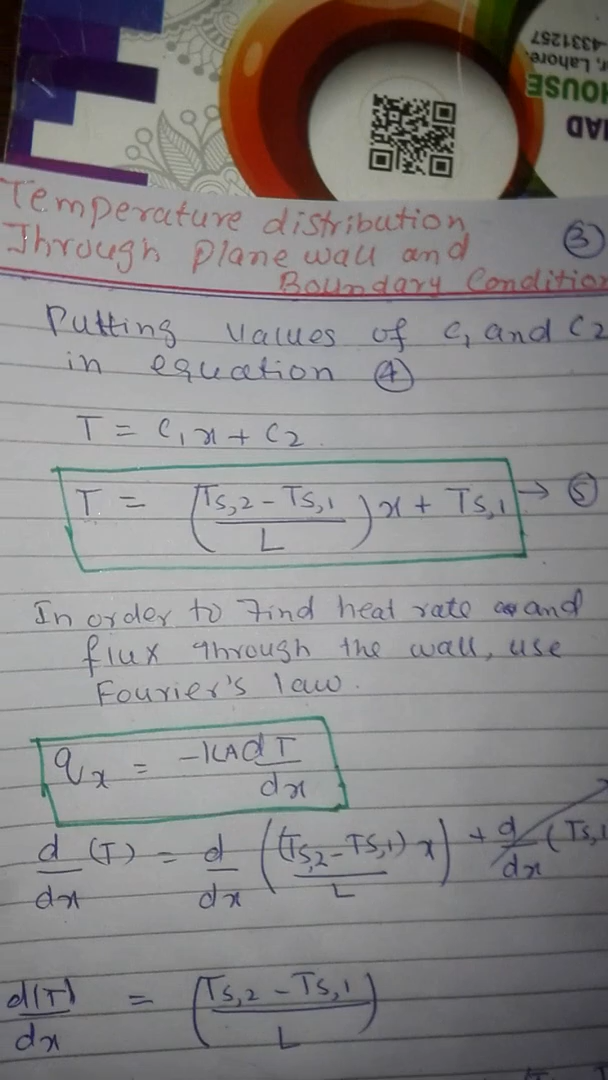 4331257
r, Lahore.
HOUSE
Temperature distribution
Through plane wall and
Boundary Condition
③
Putting values of C₁ and C₂
in equation ④
T = C₁x + C₂.
T = (Ts,2 - Ts,1 / L) x + Ts,1 → ⑤
In order to find heat rate and
flux through the wall, use
Fourier's law.
qx = -KA dT/dx
d/dx (T) = d/dx ((Ts,2 - Ts,1) x / L) + d/dx (Ts,1
d(T)/dx = (Ts,2 - Ts,1 / L)